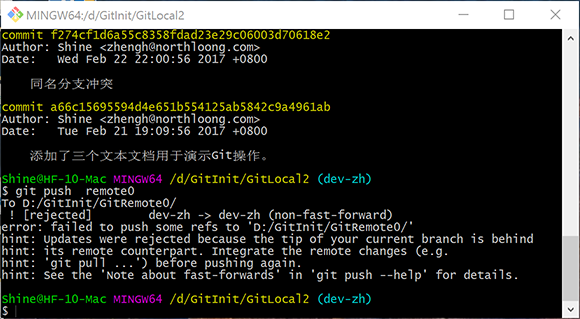 MINGW64:/d/GitInit/GitLocal2
commit f274cf1d6a55c8358fdad23e29c06003d70618e2
Author: Shine <zhengh@northloong.com>
Date:   Wed Feb 22 22:00:56 2017 +0800
同名分支冲突
commit a66c15695594d4e651b554125ab5842c9a4961ab
Author: Shine <zhengh@northloong.com>
Date:   Tue Feb 21 19:09:56 2017 +0800
添加了三个文本文档用于演示Git操作。
Shine@HF-10-Mac MINGW64 /d/GitInit/GitLocal2 (dev-zh)
$ git push  remote0
To D:/GitInit/GitRemote0/
 ! [rejected]        dev-zh -> dev-zh (non-fast-forward)
error: failed to push some refs to 'D:/GitInit/GitRemote0/'
hint: Updates were rejected because the tip of your current branch is behind
hint: its remote counterpart. Integrate the remote changes (e.g.
hint: 'git pull ...') before pushing again.
hint: See the 'Note about fast-forwards' in 'git push --help' for details.
Shine@HF-10-Mac MINGW64 /d/GitInit/GitLocal2 (dev-zh)
$